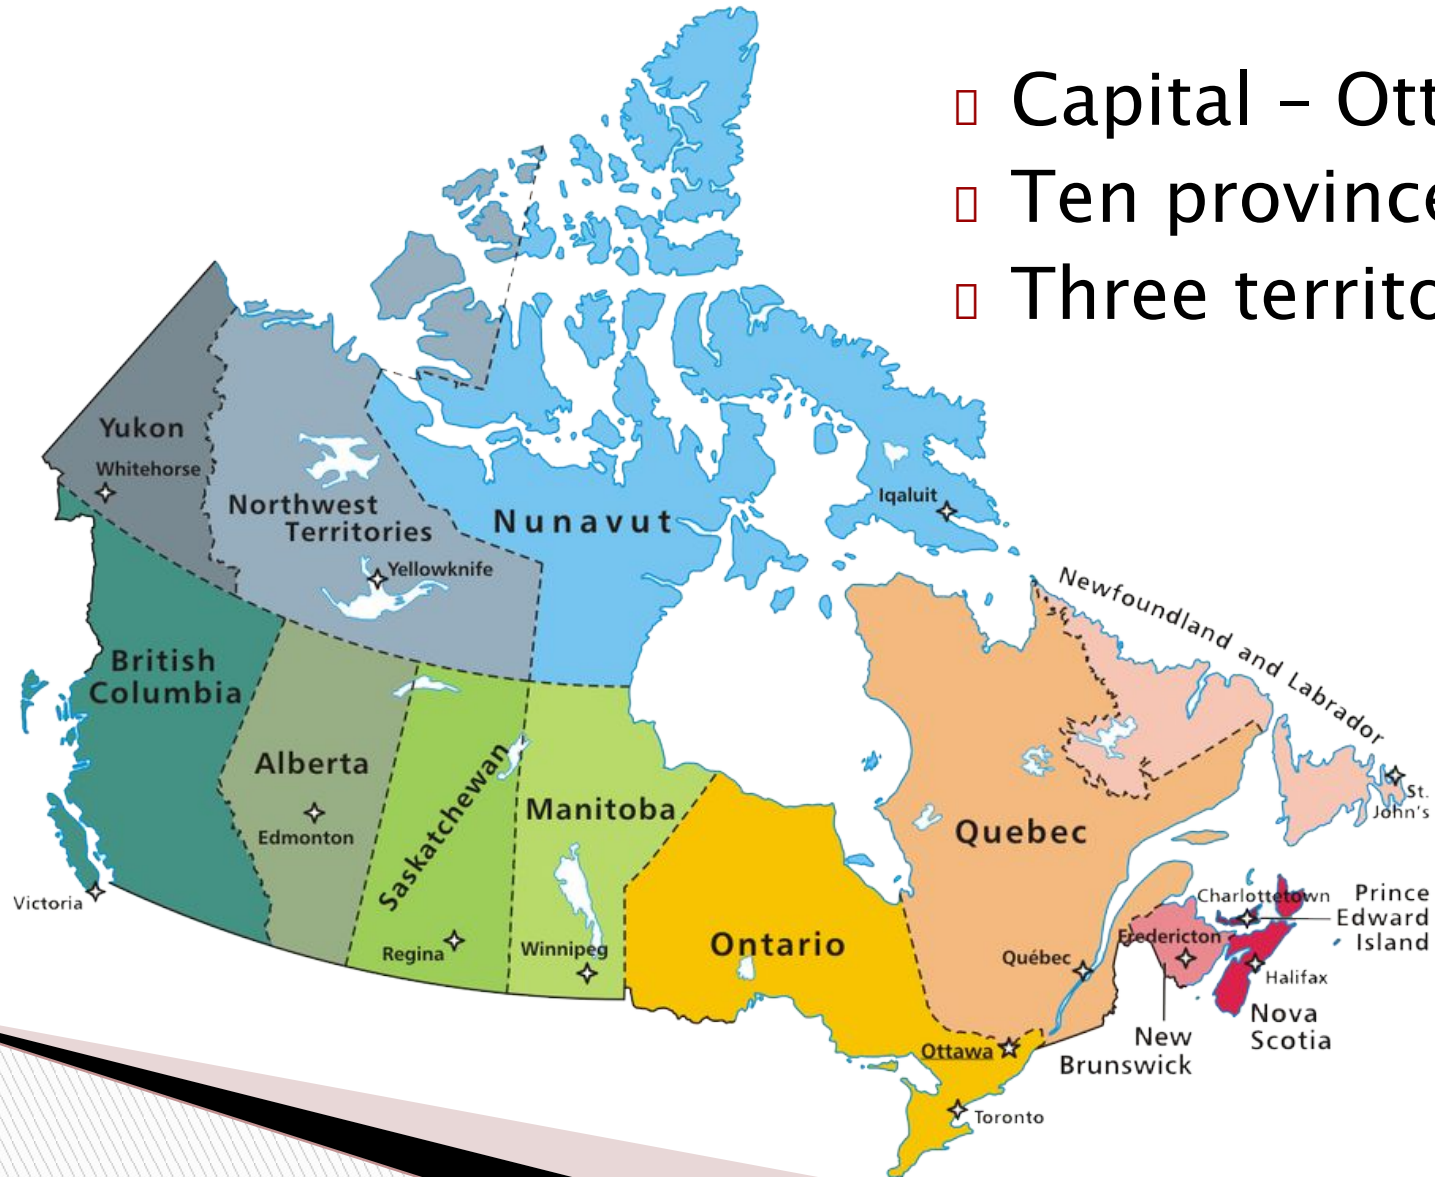 Capital – Ott
Ten province
Three territo
Yukon
Whitehorse
Northwest
Territories
Yellowknife
Nunavut
Iqaluit
Newfoundland and Labrador
British
Columbia
Alberta
Edmonton
Saskatchewan
Manitoba
Quebec
St.
John's
Victoria
Regina
Winnipeg
Ontario
Québec
Charlottetown
Prince
Edward
Island
Fredericton
Halifax
Nova
Scotia
New
Brunswick
Ottawa
Toronto